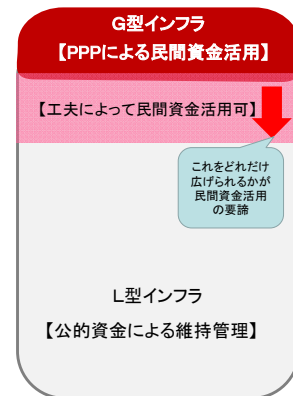 G型インフラ
【PPPによる民間資金活用】
【工夫によって民間資金活用可】
これをどれだけ
広げられるかが
民間資金活用
の要諦
L型インフラ
【公的資金による維持管理】